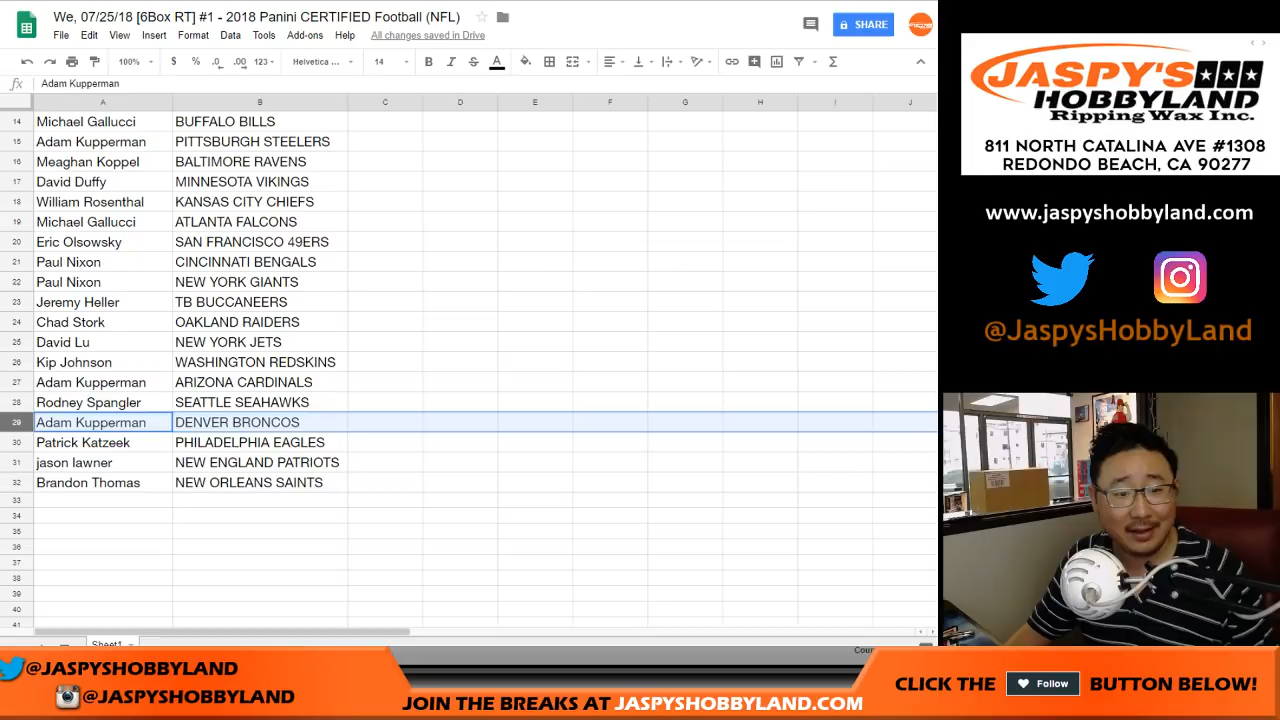 We, 07/25/18 [6Box RT] #1 - 2018 Panini CERTIFIED Football (NFL)
File Edit View Insert Format Data Tools Add-ons Help All changes saved in Drive
SHARE
100% $ % .0 .00 123 Helvetica ... 14 B I S A
fx Adam Kupperman
A B C D E F G H I J
14 Michael Gallucci BUFFALO BILLS
15 Adam Kupperman PITTSBURGH STEELERS
16 Meaghan Koppel BALTIMORE RAVENS
17 David Duffy MINNESOTA VIKINGS
18 William Rosenthal KANSAS CITY CHIEFS
19 Michael Gallucci ATLANTA FALCONS
20 Eric Olsowsky SAN FRANCISCO 49ERS
21 Paul Nixon CINCINNATI BENGALS
22 Paul Nixon NEW YORK GIANTS
23 Jeremy Heller TB BUCCANEERS
24 Chad Stork OAKLAND RAIDERS
25 David Lu NEW YORK JETS
26 Kip Johnson WASHINGTON REDSKINS
27 Adam Kupperman ARIZONA CARDINALS
28 Rodney Spangler SEATTLE SEAHAWKS
29 Adam Kupperman DENVER BRONCOS
30 Patrick Katzeek PHILADELPHIA EAGLES
31 jason lawner NEW ENGLAND PATRIOTS
32 Brandon Thomas NEW ORLEANS SAINTS
33
34
35
36
37
38
39
40
41
Sheet1
JASPY'S
HOBBYLAND
Ripping Wax Inc.
811 NORTH CATALINA AVE #1308
REDONDO BEACH, CA 90277
www.jaspyshobbyland.com
@JaspysHobbyLand
@JASPYSHOBBYLAND
@JASPYSHOBBYLAND
JOIN THE BREAKS AT JASPYSHOBBYLAND.COM
CLICK THE Follow BUTTON BELOW!